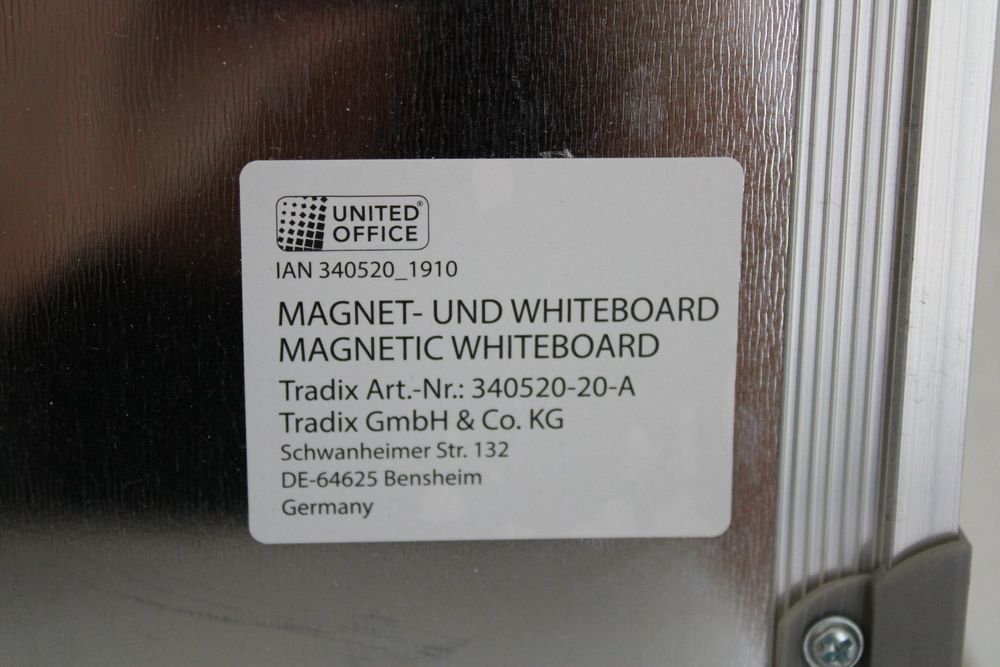 UNITED®
OFFICE
IAN 340520_1910
MAGNET- UND WHITEBOARD
MAGNETIC WHITEBOARD
Tradix Art.-Nr.: 340520-20-A
Tradix GmbH & Co. KG
Schwanheimer Str. 132
DE-64625 Bensheim
Germany